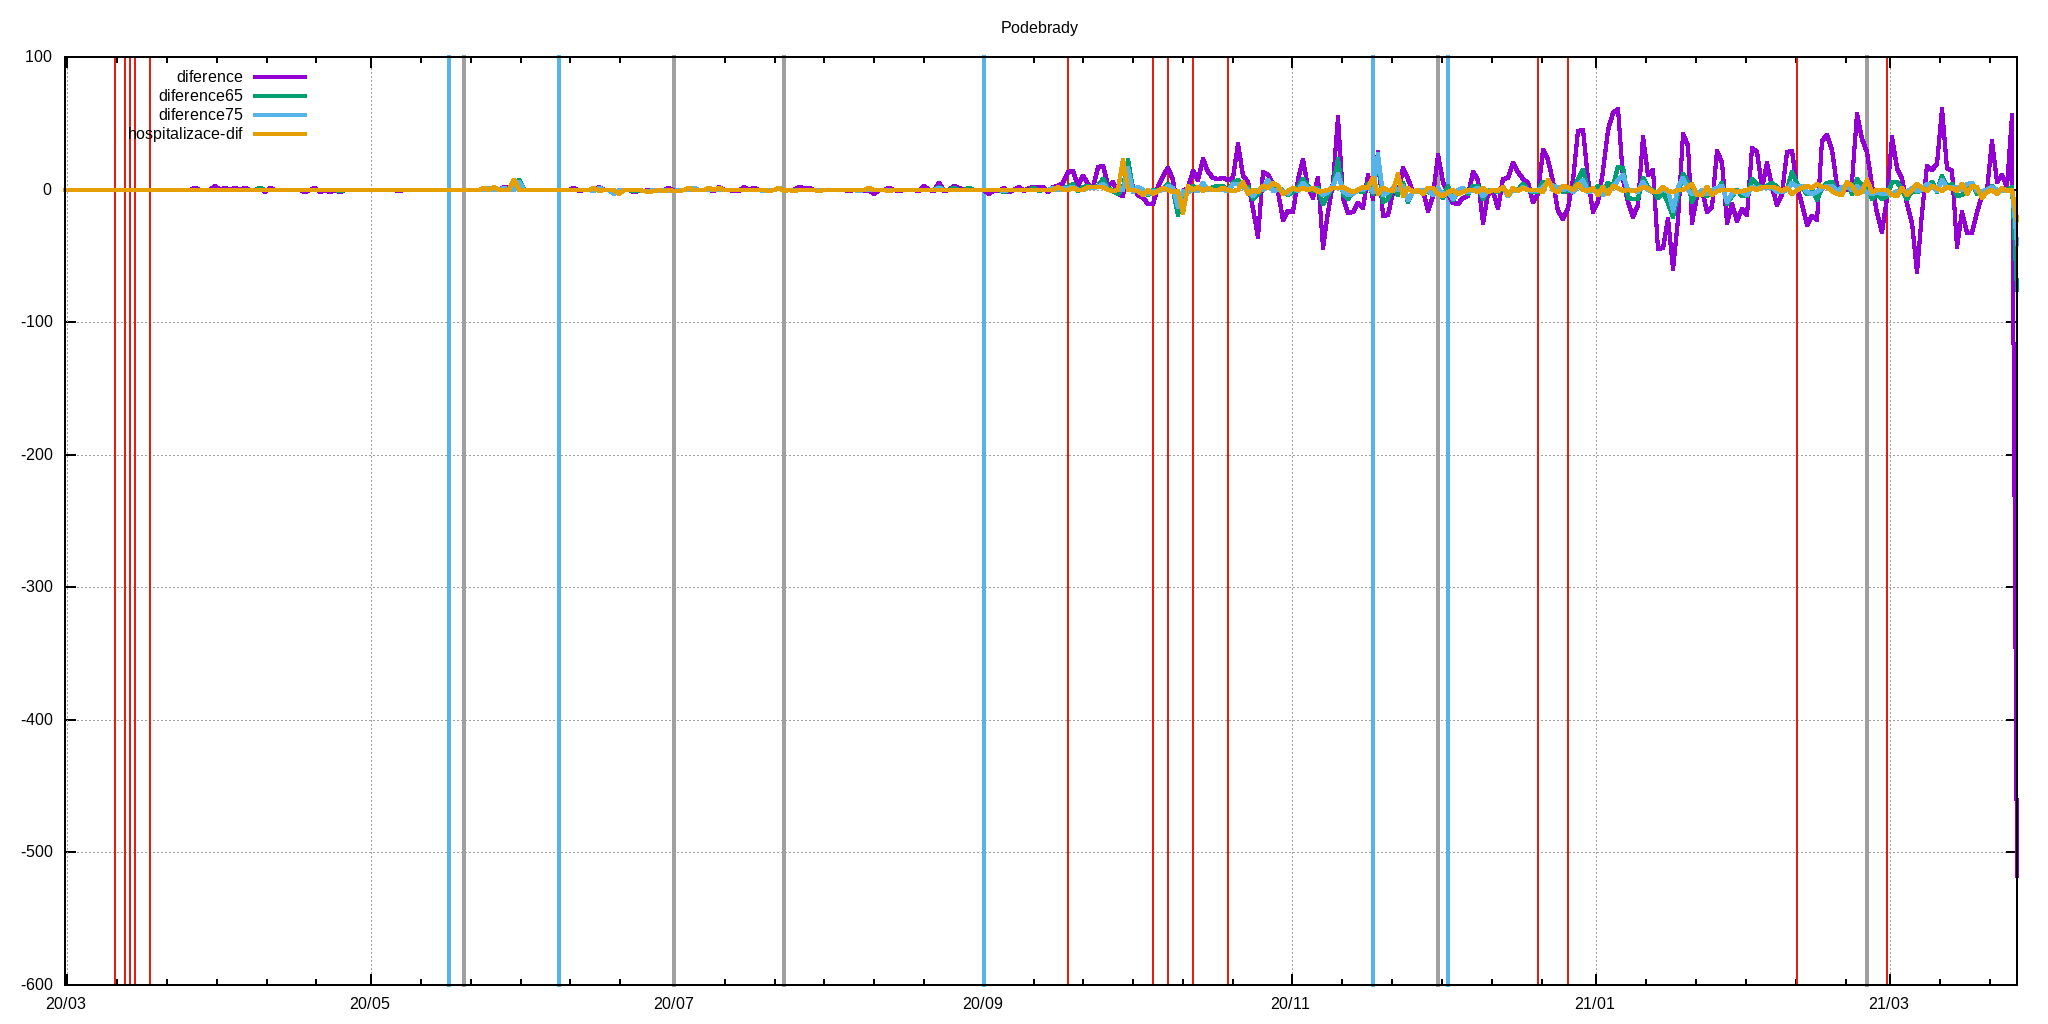 Podebrady
100
diference
diference65
diference75
hospitalizace-dif
0
-100
-200
-300
-400
-500
-600
20/03 20/05 20/07 20/09 20/11 21/01 21/03